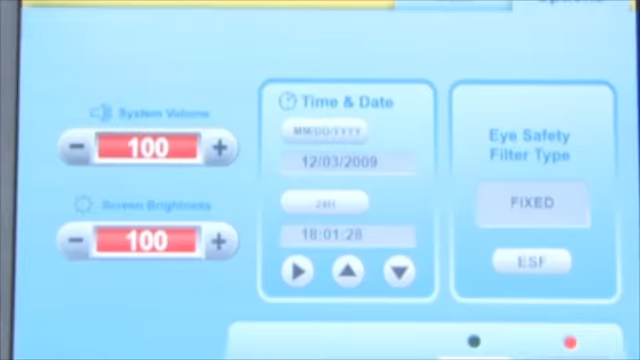 Options
System Volume
100
Screen Brightness
100
Time & Date
MM/DD/YYYY
12/03/2009
24H
18:01:28
Eye Safety
Filter Type
FIXED
ESF